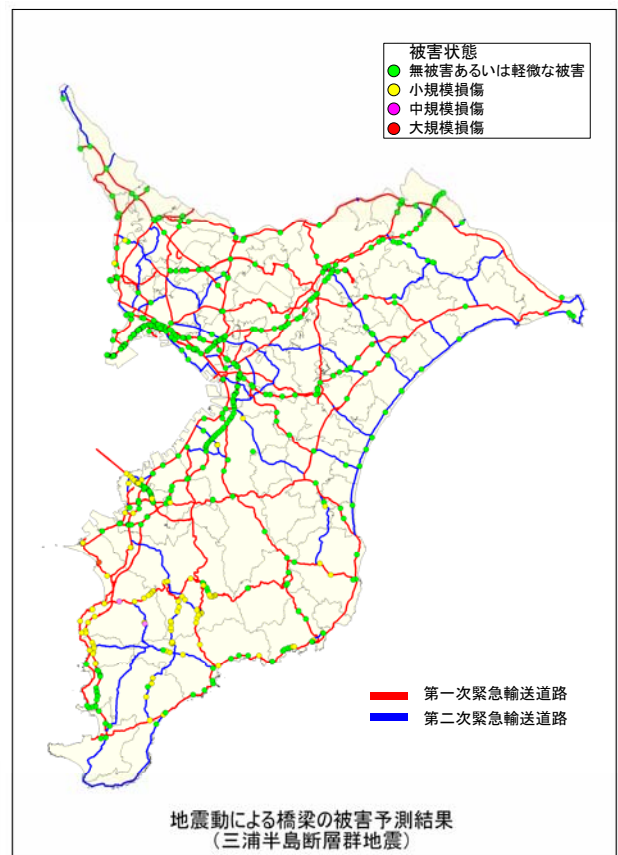 被害状態
無被害あるいは軽微な被害
小規模損傷
中規模損傷
大規模損傷
第一次緊急輸送道路
第二次緊急輸送道路
地震動による橋梁の被害予測結果
(三浦半島断層群地震)